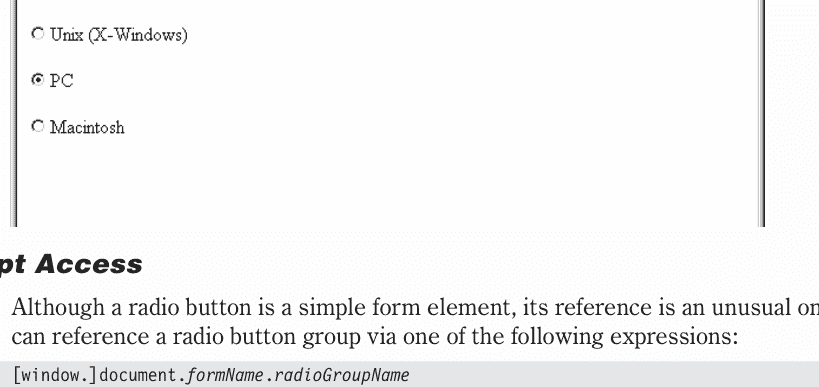 Unix (X-Windows)
PC
Macintosh
pt Access
Although a radio button is a simple form element, its reference is an unusual on
can reference a radio button group via one of the following expressions:
[window.]document.formName.radioGroupName